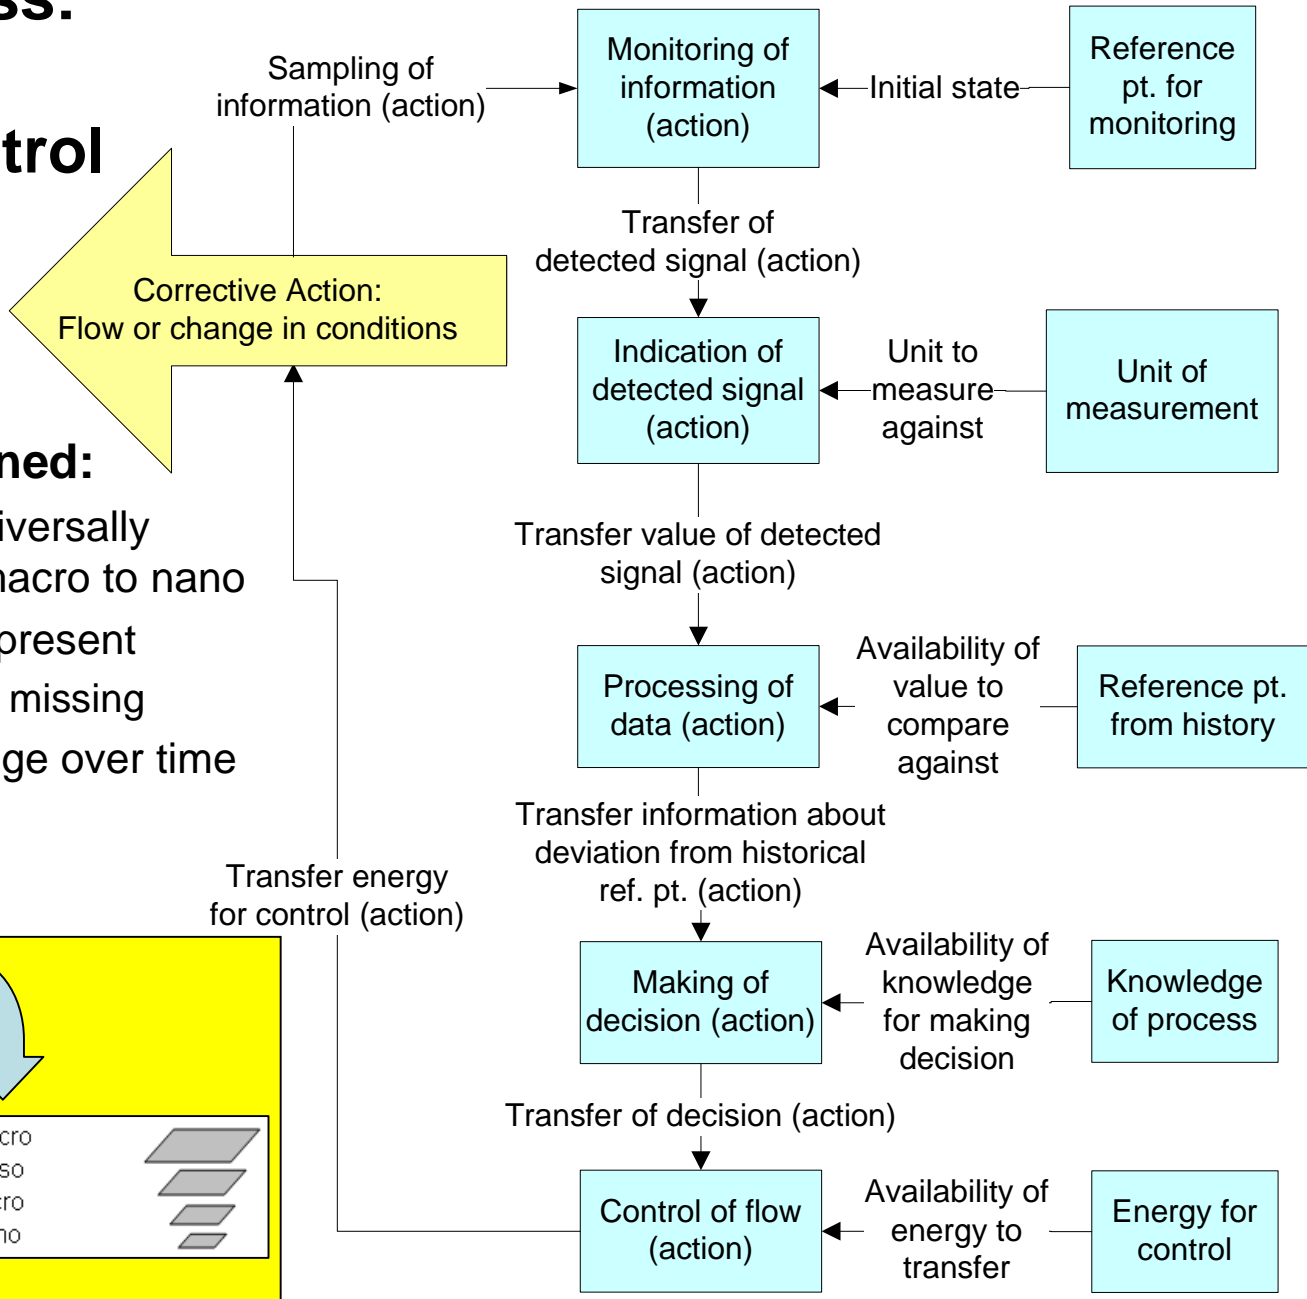 ss:
trol
Sampling of
information (action)
Monitoring of
information
(action)
Initial state
Reference
pt. for
monitoring
Transfer of
detected signal (action)
Corrective Action:
Flow or change in conditions
Indication of
detected signal
(action)
Unit to
measure
against
Unit of
measurement
ned:
iversally
nacro to nano
present
missing
ge over time
Transfer value of detected
signal (action)
Processing of
data (action)
Availability of
value to
compare
against
Reference pt.
from history
Transfer information about
deviation from historical
ref. pt. (action)
Transfer energy
for control (action)
Making of
decision (action)
Availability of
knowledge
for making
decision
Knowledge
of process
Transfer of decision (action)
Control of flow
(action)
Availability of
energy to
transfer
Energy for
control
cro
so
cro
no